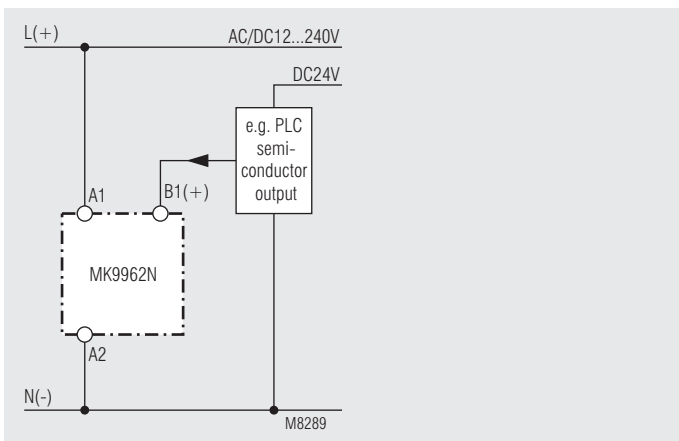 L(+)
AC/DC12...240V
DC24V
e.g. PLC
semi-
conductor
output
A1
B1(+)
MK9962N
A2
N(-)
M8289